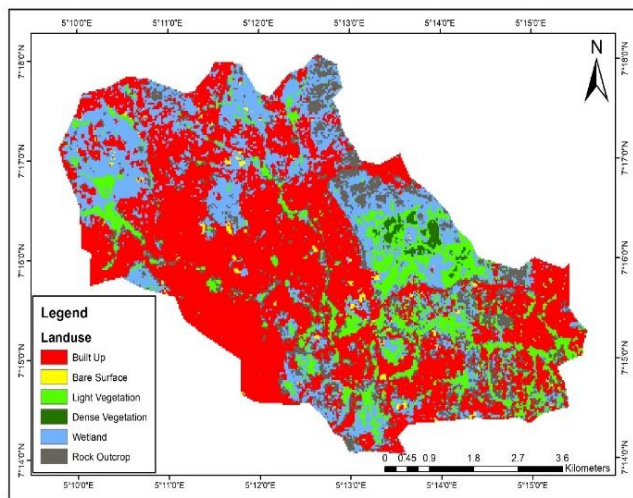 5°10'0"E 5°11'0"E 5°12'0"E 5°13'0"E 5°14'0"E 5°15'0"E
N
7°18'0"N 7°18'0"N
7°17'0"N 7°17'0"N
7°16'0"N 7°16'0"N
7°15'0"N 7°15'0"N
7°14'0"N 7°14'0"N
Legend
Landuse
Built Up
Bare Surface
Light Vegetation
Dense Vegetation
Wetland
Rock Outcrop
0 0.45 0.9 1.8 2.7 3.6
Kilometers
5°10'0"E 5°11'0"E 5°12'0"E 5°13'0"E 5°14'0"E 5°15'0"E